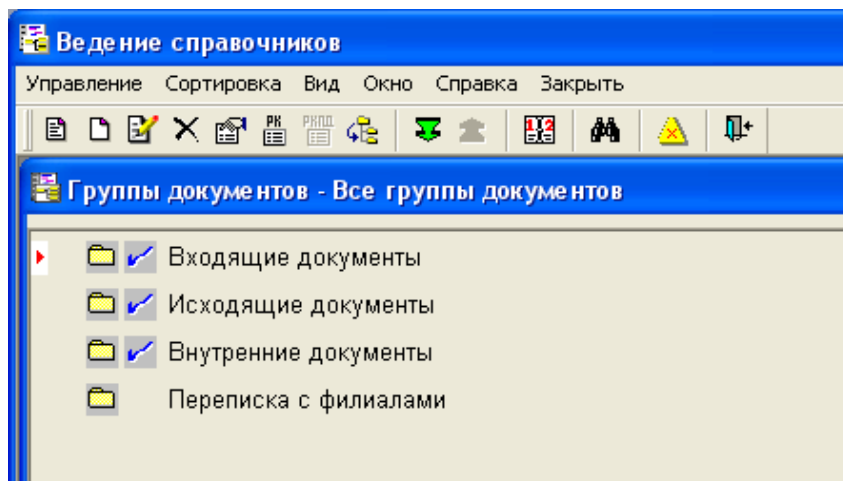 Ведение справочников
Управление Сортировка Вид Окно Справка Закрыть
РК РКПД
Группы документов - Все группы документов
Входящие документы
Исходящие документы
Внутренние документы
Переписка с филиалами